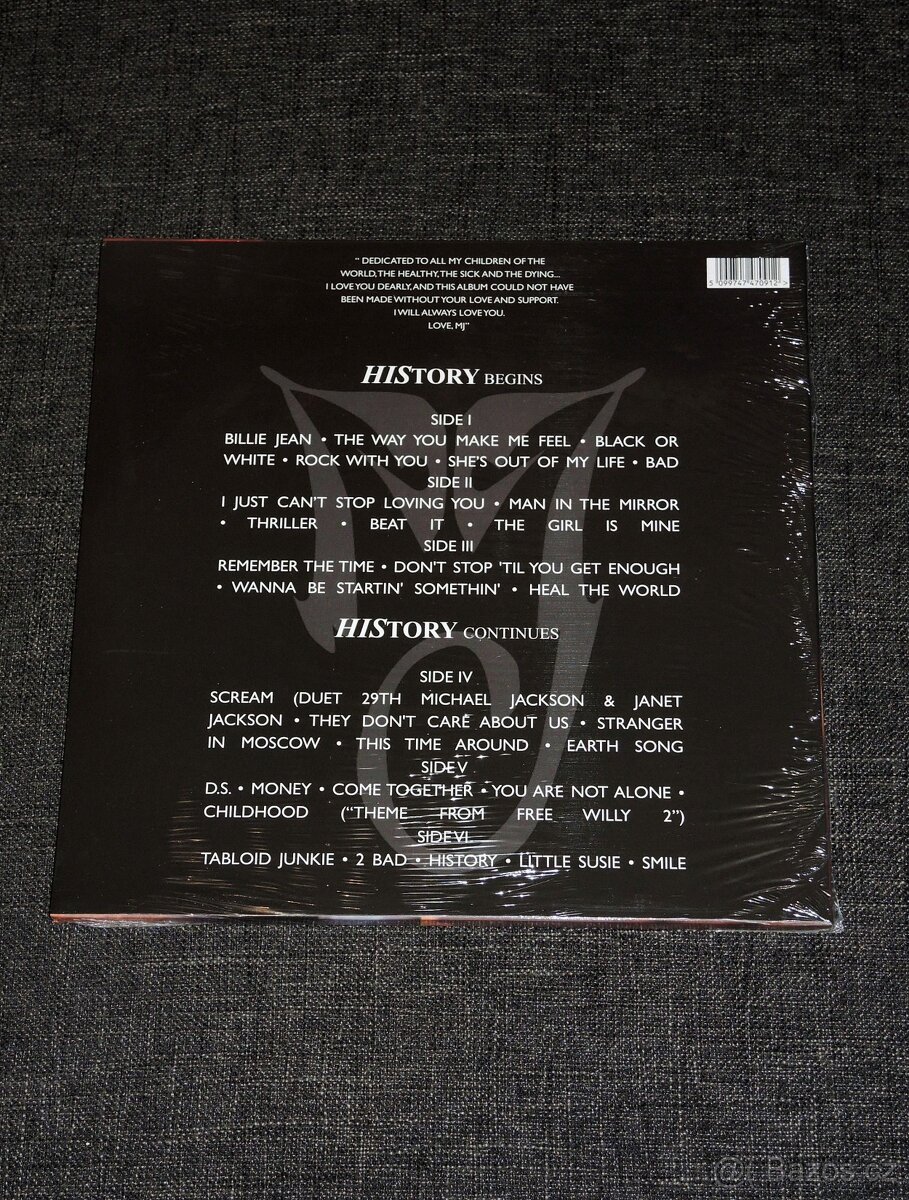 " DEDICATED TO ALL MY CHILDREN OF THE
WORLD, THE HEALTHY, THE SICK AND THE DYING...
I LOVE YOU DEARLY, AND THIS ALBUM COULD NOT HAVE
BEEN MADE WITHOUT YOUR LOVE AND SUPPORT.
I WILL ALWAYS LOVE YOU.
LOVE, MJ"
5 099747 470912 >
HISTORY BEGINS
SIDE I
BILLIE JEAN • THE WAY YOU MAKE ME FEEL • BLACK OR
WHITE • ROCK WITH YOU • SHE'S OUT OF MY LIFE • BAD
SIDE II
I JUST CAN'T STOP LOVING YOU • MAN IN THE MIRROR
• THRILLER • BEAT IT • THE GIRL IS MINE
SIDE III
REMEMBER THE TIME • DON'T STOP 'TIL YOU GET ENOUGH
• WANNA BE STARTIN' SOMETHIN' • HEAL THE WORLD
HISTORY CONTINUES
SIDE IV
SCREAM (DUET 29TH MICHAEL JACKSON & JANET
JACKSON • THEY DON'T CARE ABOUT US • STRANGER
IN MOSCOW • THIS TIME AROUND • EARTH SONG
SIDE V
D.S. • MONEY • COME TOGETHER • YOU ARE NOT ALONE •
CHILDHOOD ("THEME FROM FREE WILLY 2")
SIDE VI.
TABLOID JUNKIE • 2 BAD • HISTORY • LITTLE SUSIE • SMILE
Bazos.cz